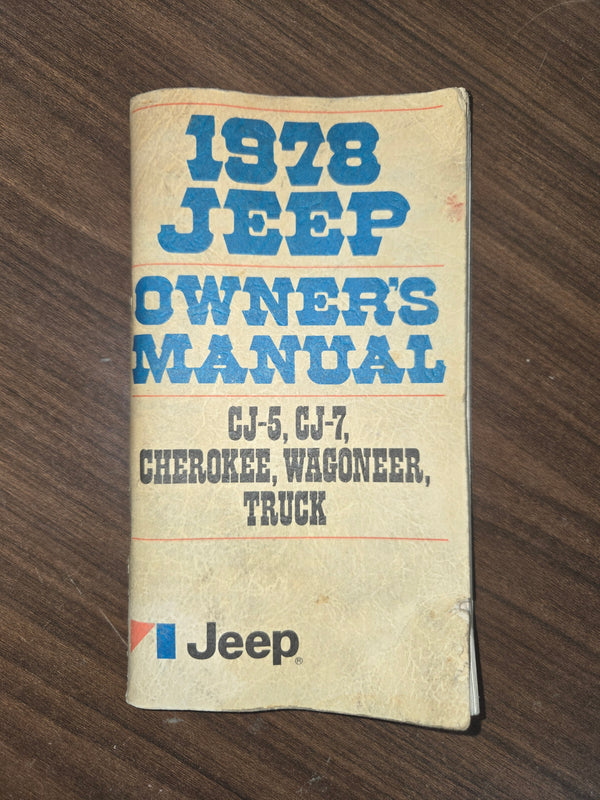 1978
JEEP
OWNER'S
MANUAL
CJ-5, CJ-7,
CHEROKEE, WAGONEER,
TRUCK
Jeep®